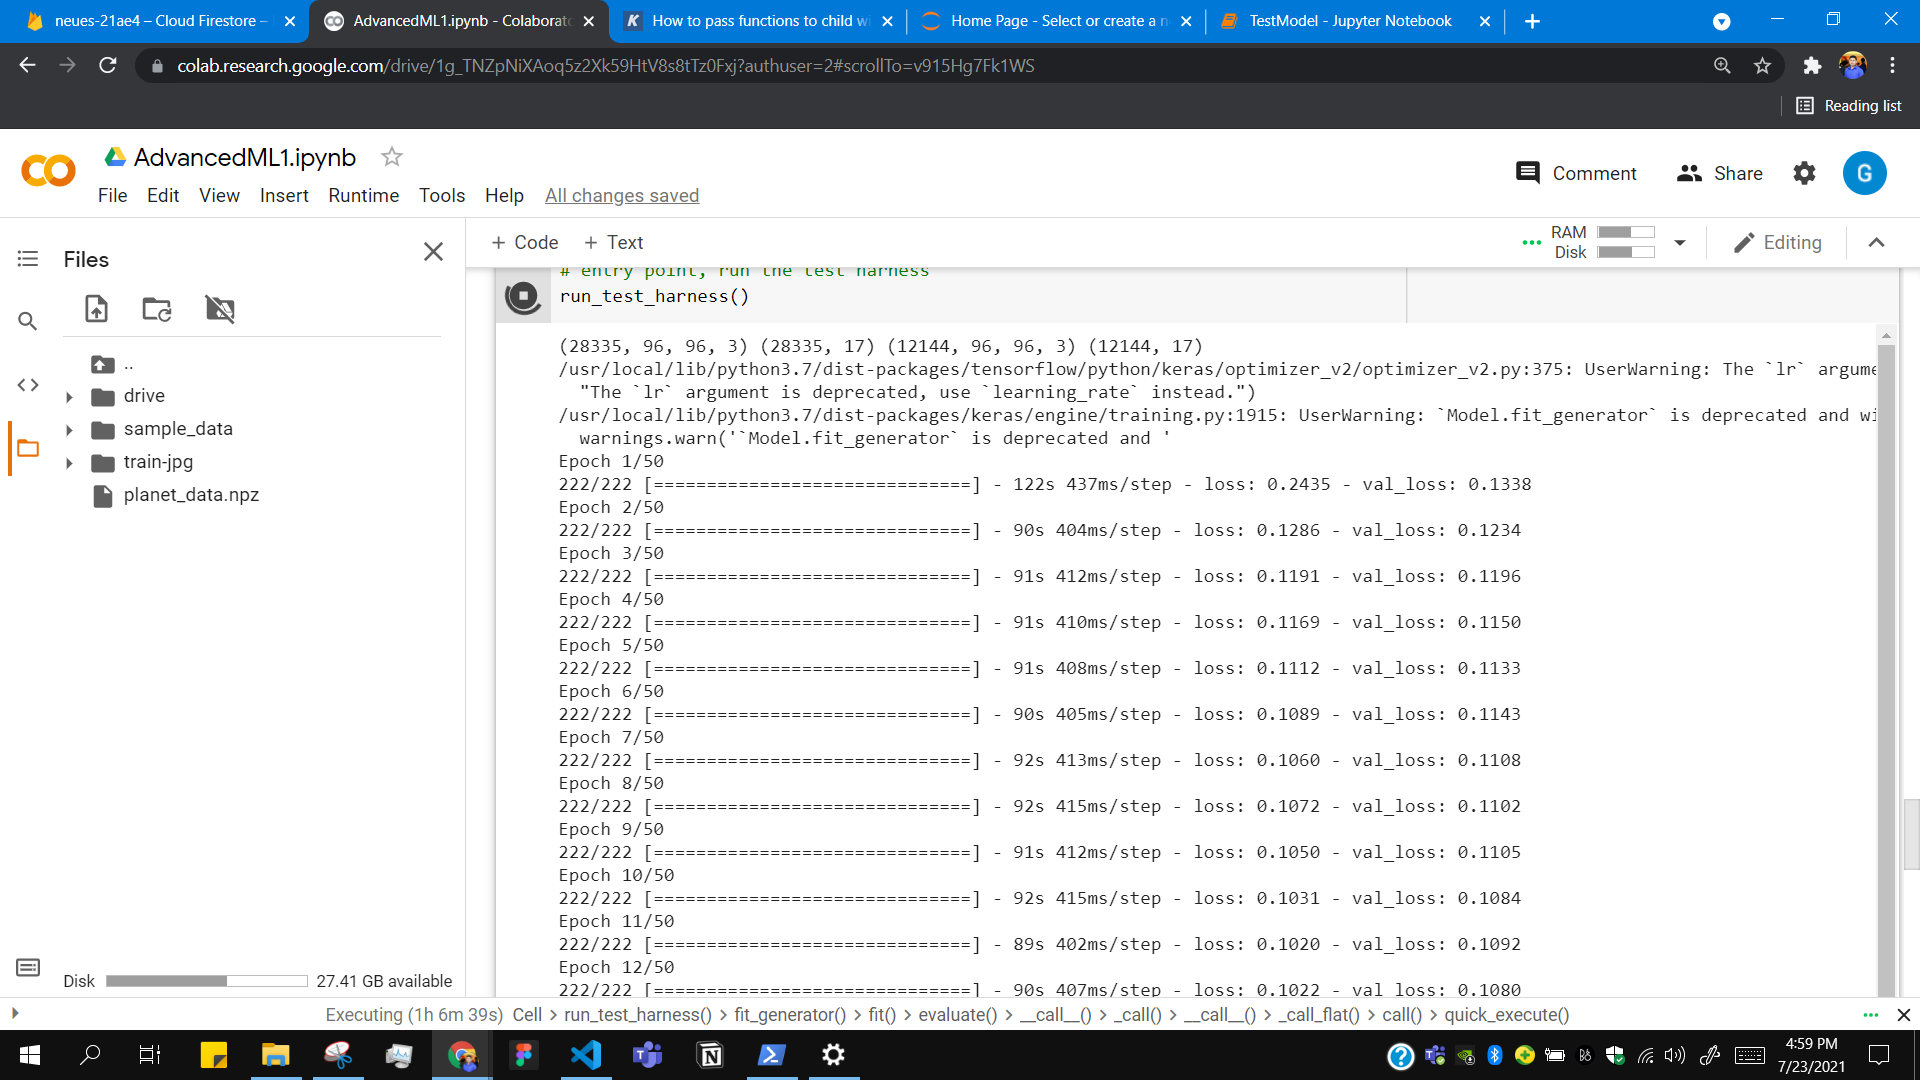 neues-21ae4 – Cloud Firestore –
AdvancedML1.ipynb - Colaborato
How to pass functions to child wi
Home Page - Select or create a n
TestModel - Jupyter Notebook
colab.research.google.com/drive/1g_TNZpNiXAoq5z2Xk59HtV8s8tTz0Fxj?authuser=2#scrollTo=v915Hg7Fk1WS
Reading list
AdvancedML1.ipynb
Comment
Share
G
File Edit View Insert Runtime Tools Help All changes saved
Files
+ Code + Text
RAM
Disk
Editing
# entry point, run the test harness
run_test_harness()
..
drive
sample_data
train-jpg
planet_data.npz
(28335, 96, 96, 3) (28335, 17) (12144, 96, 96, 3) (12144, 17)
/usr/local/lib/python3.7/dist-packages/tensorflow/python/keras/optimizer_v2/optimizer_v2.py:375: UserWarning: The `lr` argume
"The `lr` argument is deprecated, use `learning_rate` instead.")
/usr/local/lib/python3.7/dist-packages/keras/engine/training.py:1915: UserWarning: `Model.fit_generator` is deprecated and wi
warnings.warn('`Model.fit_generator` is deprecated and '
Epoch 1/50
222/222 [==============================] - 122s 437ms/step - loss: 0.2435 - val_loss: 0.1338
Epoch 2/50
222/222 [==============================] - 90s 404ms/step - loss: 0.1286 - val_loss: 0.1234
Epoch 3/50
222/222 [==============================] - 91s 412ms/step - loss: 0.1191 - val_loss: 0.1196
Epoch 4/50
222/222 [==============================] - 91s 410ms/step - loss: 0.1169 - val_loss: 0.1150
Epoch 5/50
222/222 [==============================] - 91s 408ms/step - loss: 0.1112 - val_loss: 0.1133
Epoch 6/50
222/222 [==============================] - 90s 405ms/step - loss: 0.1089 - val_loss: 0.1143
Epoch 7/50
222/222 [==============================] - 92s 413ms/step - loss: 0.1060 - val_loss: 0.1108
Epoch 8/50
222/222 [==============================] - 92s 415ms/step - loss: 0.1072 - val_loss: 0.1102
Epoch 9/50
222/222 [==============================] - 91s 412ms/step - loss: 0.1050 - val_loss: 0.1105
Epoch 10/50
222/222 [==============================] - 92s 415ms/step - loss: 0.1031 - val_loss: 0.1084
Epoch 11/50
222/222 [==============================] - 89s 402ms/step - loss: 0.1020 - val_loss: 0.1092
Epoch 12/50
222/222 [==============================] - 90s 407ms/step - loss: 0.1022 - val_loss: 0.1080
Disk 27.41 GB available
Executing (1h 6m 39s) Cell > run_test_harness() > fit_generator() > fit() > evaluate() > __call__() > _call() > __call__() > _call_flat() > call() > quick_execute()
4:59 PM
7/23/2021